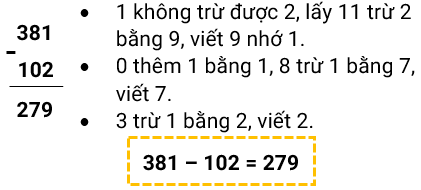 381
-
102
279
• 1 không trừ được 2, lấy 11 trừ 2
bằng 9, viết 9 nhớ 1.
• 0 thêm 1 bằng 1, 8 trừ 1 bằng 7,
viết 7.
• 3 trừ 1 bằng 2, viết 2.
381 – 102 = 279